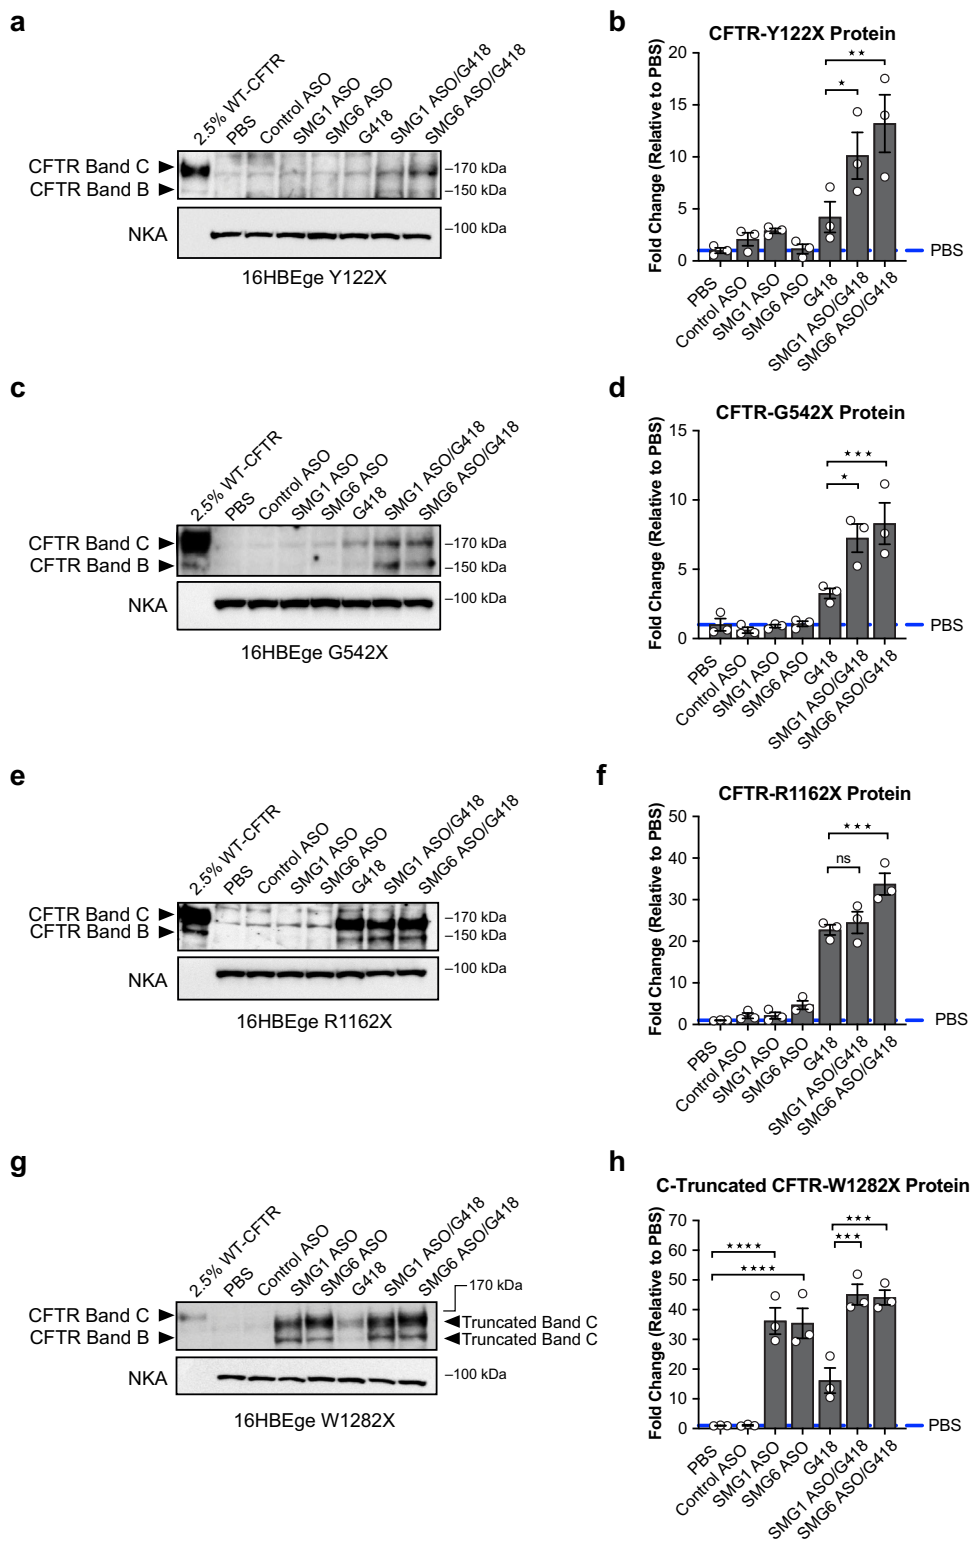 a
2.5% WT-CFTR
PBS
Control ASO
SMG1 ASO
SMG6 ASO
G418
SMG1 ASO/G418
SMG6 ASO/G418
CFTR Band C
CFTR Band B
–170 kDa
–150 kDa
NKA
–100 kDa
16HBEge Y122X
b
CFTR-Y122X Protein
Fold Change (Relative to PBS)
20
15
10
5
0
★ ★
★
PBS
PBS
Control ASO
SMG1 ASO
SMG6 ASO
G418
SMG1 ASO/G418
SMG6 ASO/G418
c
2.5% WT-CFTR
PBS
Control ASO
SMG1 ASO
SMG6 ASO
G418
SMG1 ASO/G418
SMG6 ASO/G418
CFTR Band C
CFTR Band B
–170 kDa
–150 kDa
NKA
–100 kDa
16HBEge G542X
d
CFTR-G542X Protein
Fold Change (Relative to PBS)
15
10
5
0
★ ★ ★
★
PBS
PBS
Control ASO
SMG1 ASO
SMG6 ASO
G418
SMG1 ASO/G418
SMG6 ASO/G418
e
2.5% WT-CFTR
PBS
Control ASO
SMG1 ASO
SMG6 ASO
G418
SMG1 ASO/G418
SMG6 ASO/G418
CFTR Band C
CFTR Band B
–170 kDa
–150 kDa
NKA
–100 kDa
16HBEge R1162X
f
CFTR-R1162X Protein
Fold Change (Relative to PBS)
50
40
30
20
10
0
★ ★ ★
ns
PBS
PBS
Control ASO
SMG1 ASO
SMG6 ASO
G418
SMG1 ASO/G418
SMG6 ASO/G418
g
2.5% WT-CFTR
PBS
Control ASO
SMG1 ASO
SMG6 ASO
G418
SMG1 ASO/G418
SMG6 ASO/G418
170 kDa
CFTR Band C
CFTR Band B
Truncated Band C
Truncated Band C
NKA
–100 kDa
16HBEge W1282X
h
C-Truncated CFTR-W1282X Protein
Fold Change (Relative to PBS)
70
60
50
40
30
20
10
0
★ ★ ★ ★
★ ★ ★ ★
★ ★ ★
★ ★ ★
PBS
PBS
Control ASO
SMG1 ASO
SMG6 ASO
G418
SMG1 ASO/G418
SMG6 ASO/G418